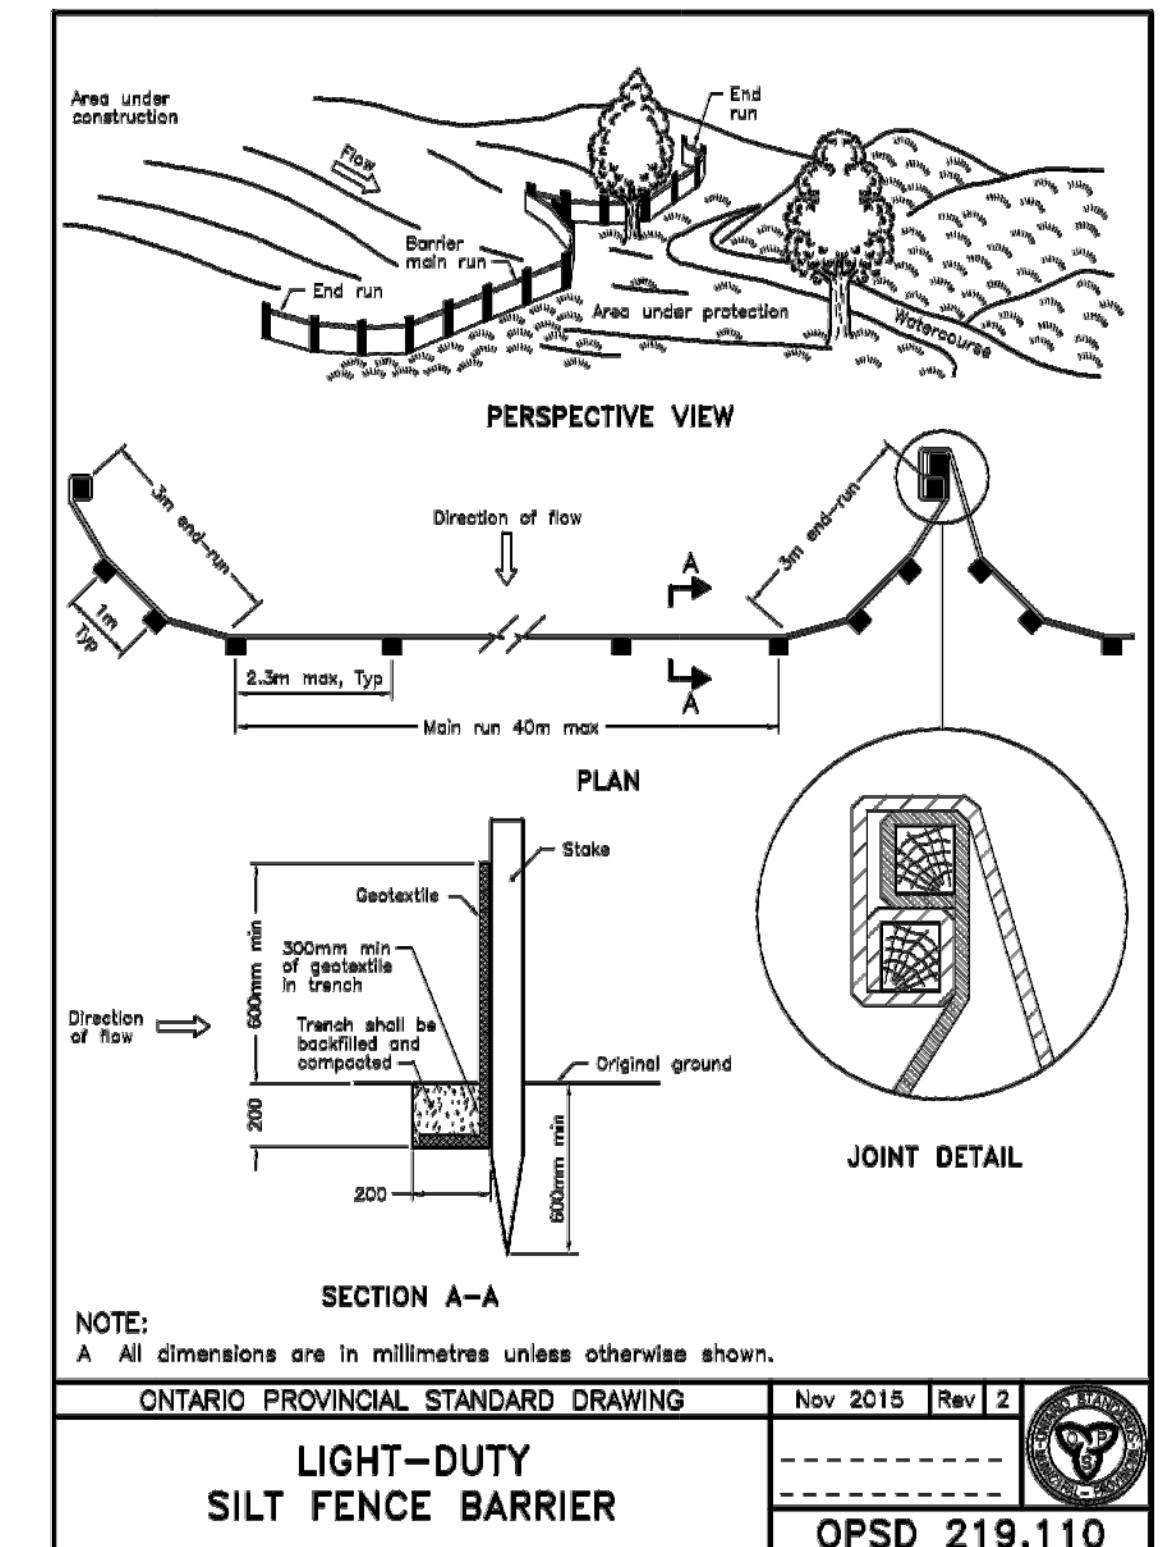 Area under
construction
Flow
End
run
Barrier
main run
End run
Area under protection
Watercourse
PERSPECTIVE VIEW
3m end-run
Direction of flow
3m end-run
A
1m
Typ
2.3m max, Typ
A
Main run 40m max
PLAN
Stake
Geotextile
600mm min
300mm min
of geotextile
in trench
Direction
of flow
Trench shall be
backfilled and
compacted
Original ground
200
600mm min
200
JOINT DETAIL
SECTION A-A
NOTE:
A All dimensions are in millimetres unless otherwise shown.
ONTARIO PROVINCIAL STANDARD DRAWING
Nov 2015
Rev
2
O P
S
LIGHT-DUTY
SILT FENCE BARRIER
OPSD 219.110